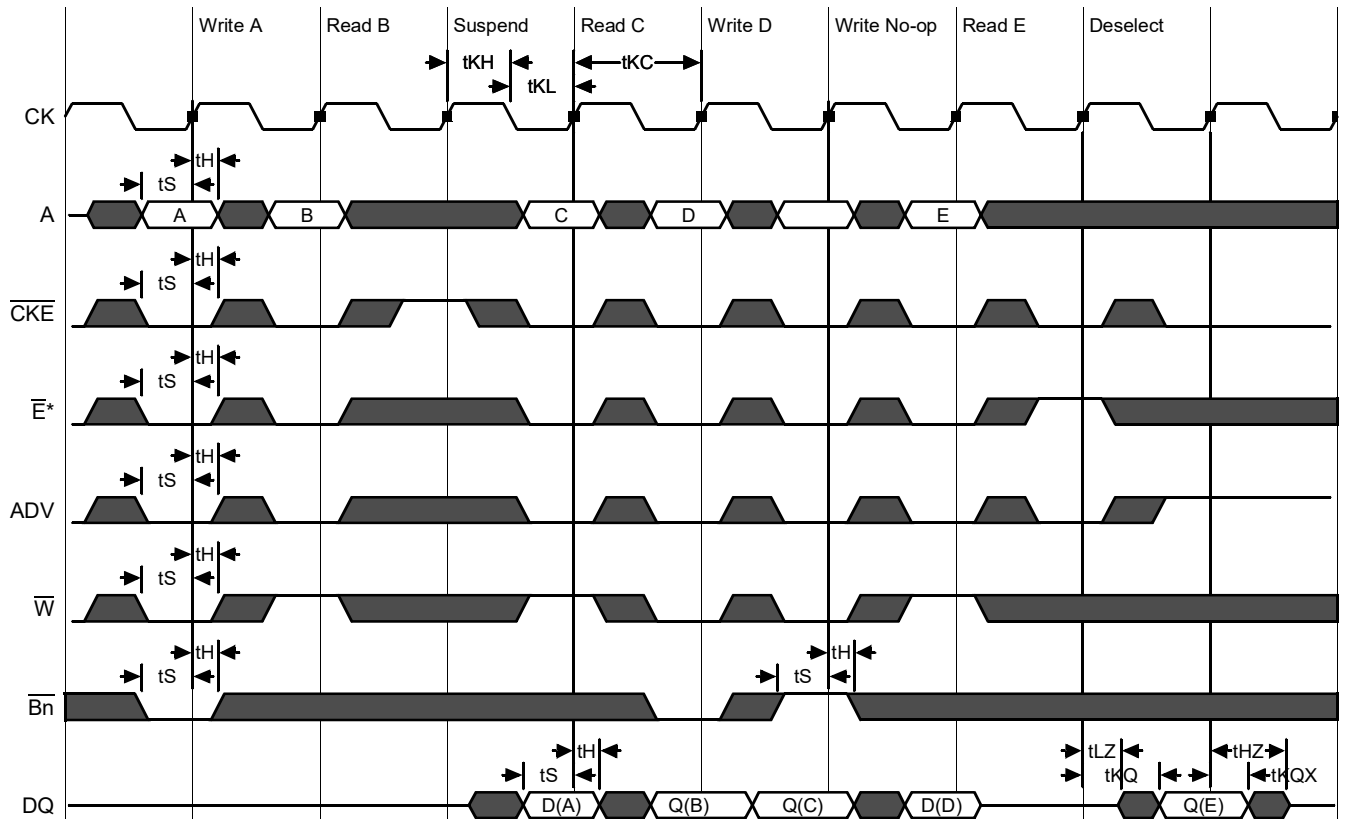 Write A Read B Suspend Read C Write D Write No-op Read E Deselect
tKH tKC
tKL
CK
tH
tS
A A B C D E
tH
tS
CKE
tH
tS
E*
tH
tS
ADV
tH
tS
W
tH tH
tS tS
Bn
tH tLZ tHZ
tS tKQ tKQX
DQ D(A) Q(B) Q(C) D(D) Q(E)